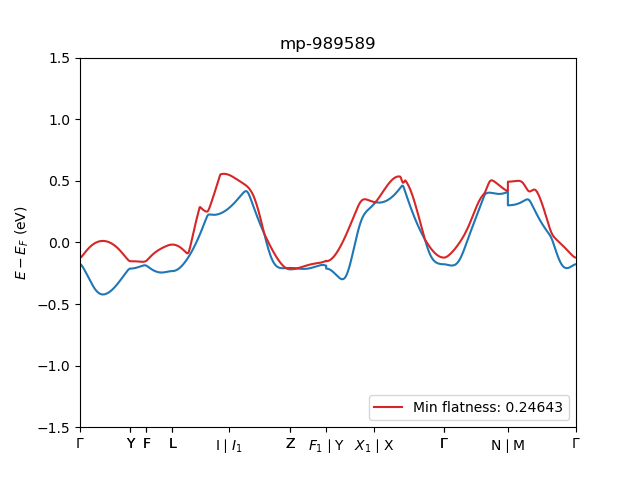 mp-989589
E − E_F (eV)
1.5
1.0
0.5
0.0
−0.5
−1.0
−1.5
Min flatness: 0.24643
Γ Y F L I | I₁ Z F₁ | Y X₁ | X Γ N | M Γ